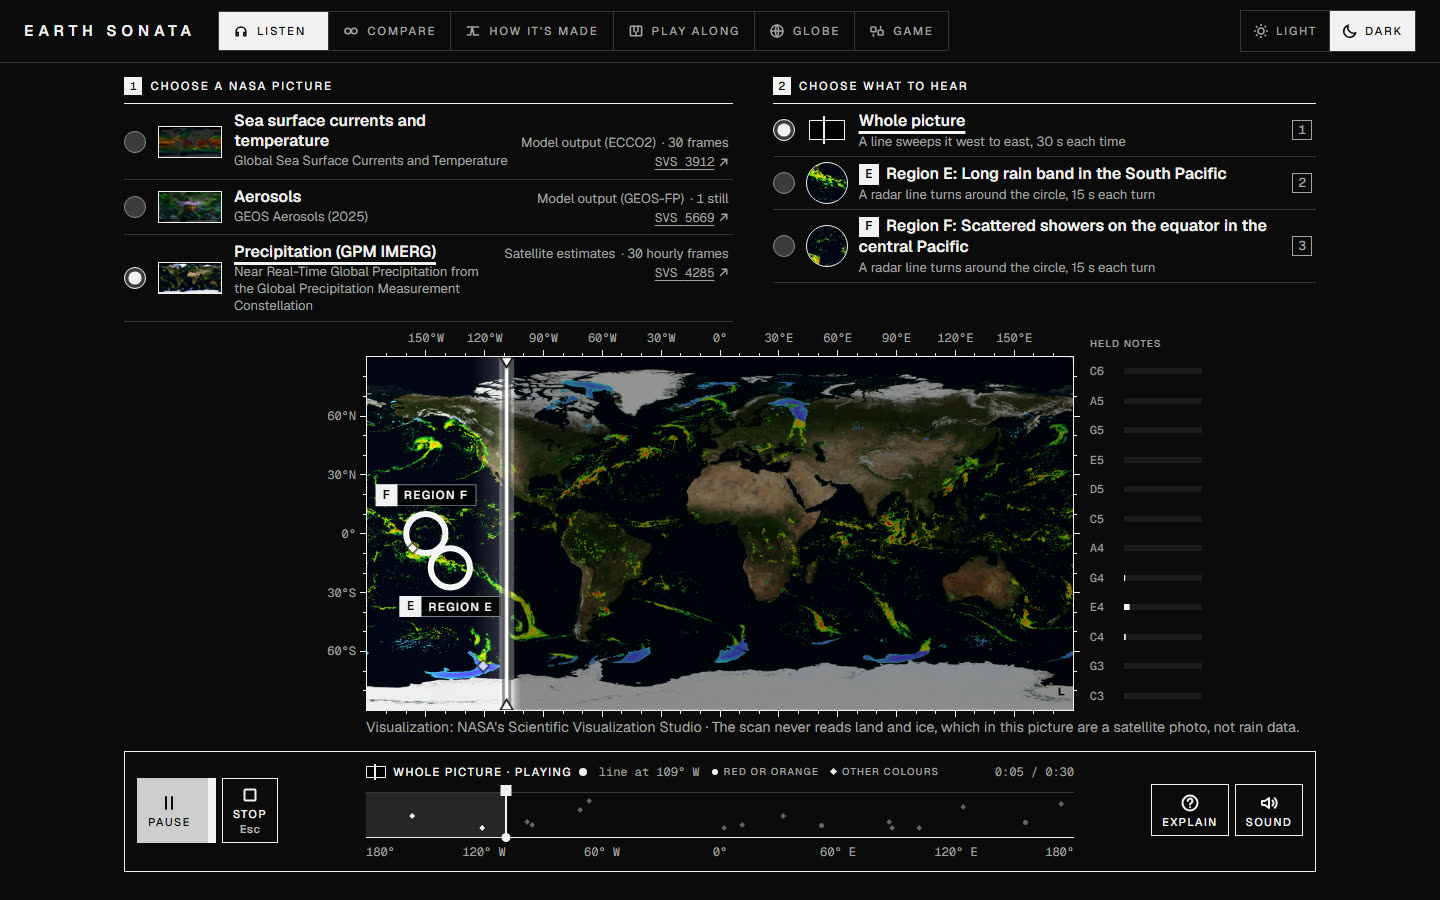 EARTH SONATA
LISTEN
COMPARE
HOW IT'S MADE
PLAY ALONG
GLOBE
GAME
LIGHT
DARK
1 CHOOSE A NASA PICTURE
Sea surface currents and
temperature
Global Sea Surface Currents and Temperature
Model output (ECCO2) · 30 frames
SVS 3912 ↗
Aerosols
GEOS Aerosols (2025)
Model output (GEOS-FP) · 1 still
SVS 5669 ↗
Precipitation (GPM IMERG)
Near Real-Time Global Precipitation from
the Global Precipitation Measurement
Constellation
Satellite estimates · 30 hourly frames
SVS 4285 ↗
2 CHOOSE WHAT TO HEAR
Whole picture
A line sweeps it west to east, 30 s each time
1
E Region E: Long rain band in the South Pacific
A radar line turns around the circle, 15 s each turn
2
F Region F: Scattered showers on the equator in the
central Pacific
A radar line turns around the circle, 15 s each turn
3
150°W 120°W 90°W 60°W 30°W 0° 30°E 60°E 90°E 120°E 150°E
60°N
30°N
0°
30°S
60°S
F REGION F
E REGION E
L
HELD NOTES
C6
A5
G5
E5
D5
C5
A4
G4
E4
C4
G3
C3
Visualization: NASA's Scientific Visualization Studio · The scan never reads land and ice, which in this picture are a satellite photo, not rain data.
PAUSE
STOP
Esc
WHOLE PICTURE · PLAYING
line at 109° W
RED OR ORANGE
OTHER COLOURS
0:05 / 0:30
180° 120° W 60° W 0° 60° E 120° E 180°
EXPLAIN
SOUND